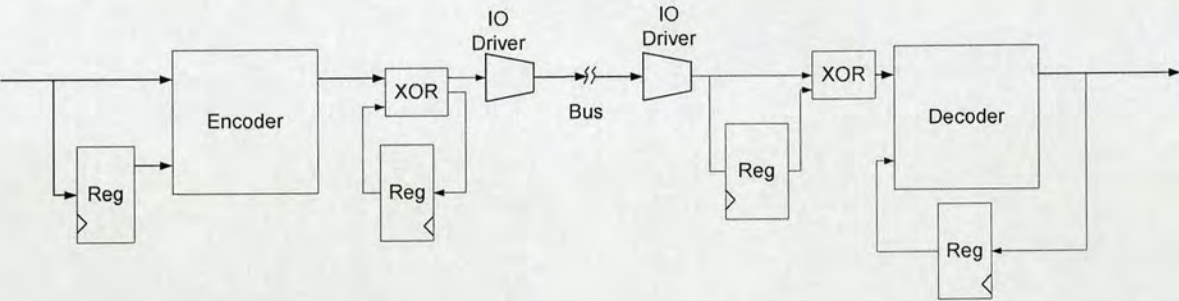 IO
Driver
IO
Driver
Encoder
XOR
Bus
XOR
Decoder
Reg
Reg
Reg
Reg